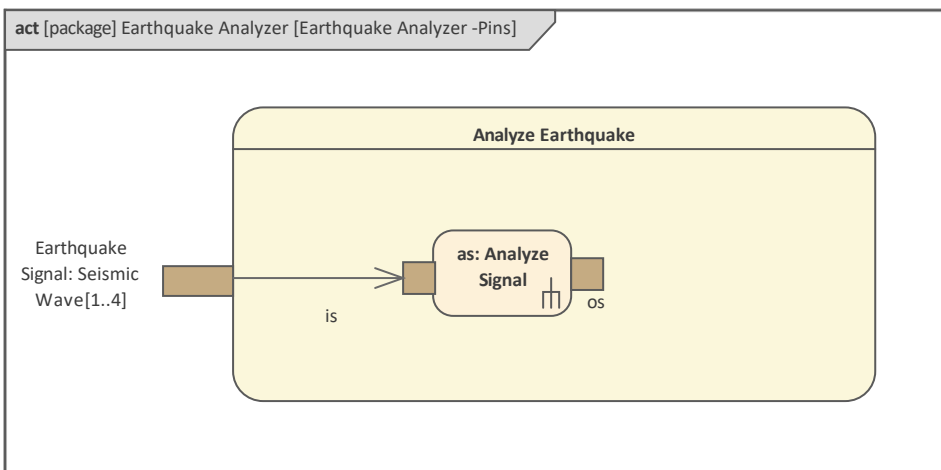 act [package] Earthquake Analyzer [Earthquake Analyzer -Pins]
Analyze Earthquake
Earthquake
Signal: Seismic
Wave[1..4]
is
as: Analyze
Signal
os